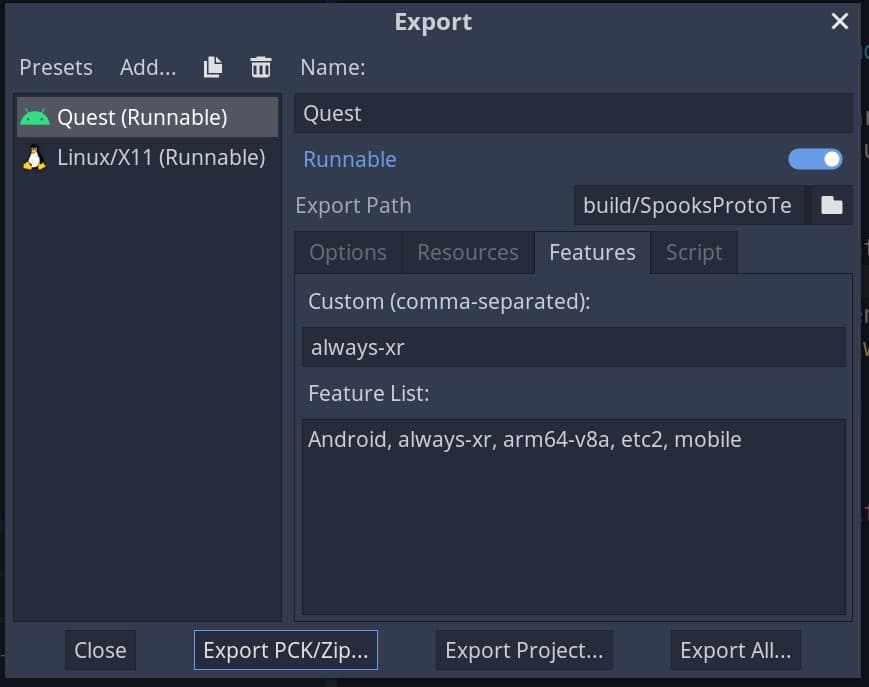 Export
Presets Add... Name:
Quest (Runnable)
Linux/X11 (Runnable)
Quest
Runnable
Export Path build/SpooksProtoTe
Options Resources Features Script
Custom (comma-separated):
always-xr
Feature List:
Android, always-xr, arm64-v8a, etc2, mobile
Close Export PCK/Zip... Export Project... Export All...